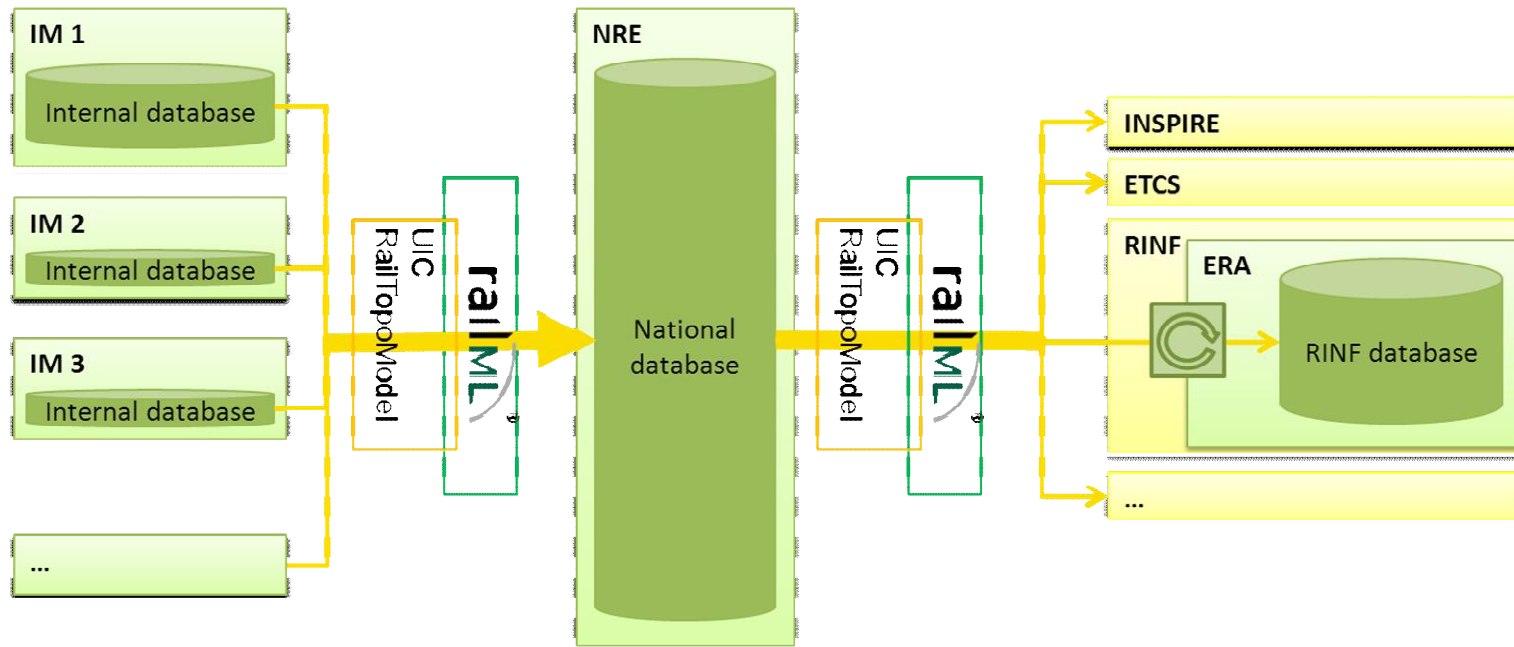 IM 1
Internal database
IM 2
Internal database
IM 3
Internal database
...
UIC
RailTopoModel
railML
®
NRE
National
database
UIC
RailTopoModel
railML
®
INSPIRE
ETCS
RINF
ERA
RINF database
...